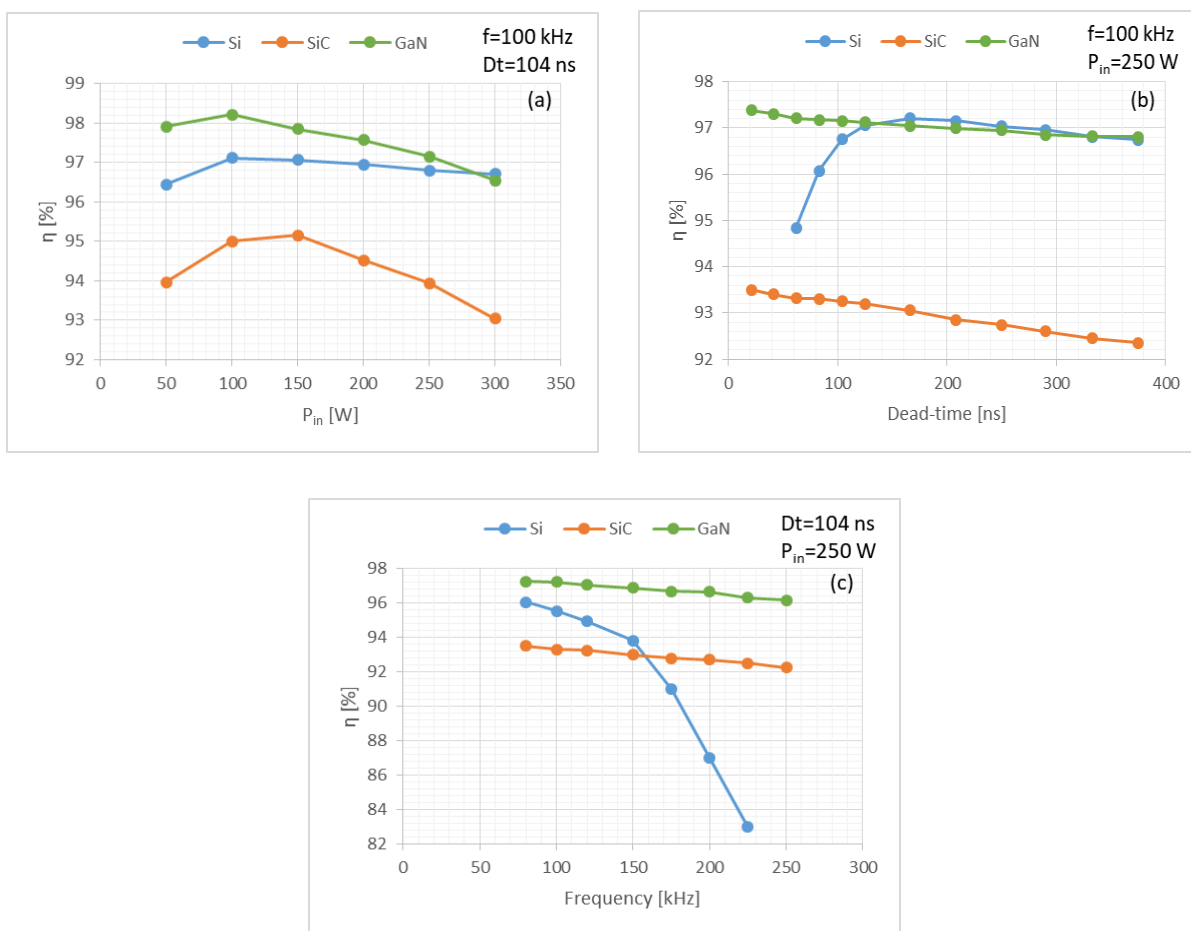 Si SiC GaN
f=100 kHz
Dt=104 ns
(a)
99
98
97
96
95
94
93
92
η [%]
0 50 100 150 200 250 300 350
Pin [W]
Si SiC GaN
f=100 kHz
Pin=250 W
(b)
98
97
96
95
94
93
92
η [%]
0 100 200 300 400
Dead-time [ns]
Si SiC GaN
Dt=104 ns
Pin=250 W
(c)
98
96
94
92
90
88
86
84
82
η [%]
0 50 100 150 200 250 300
Frequency [kHz]